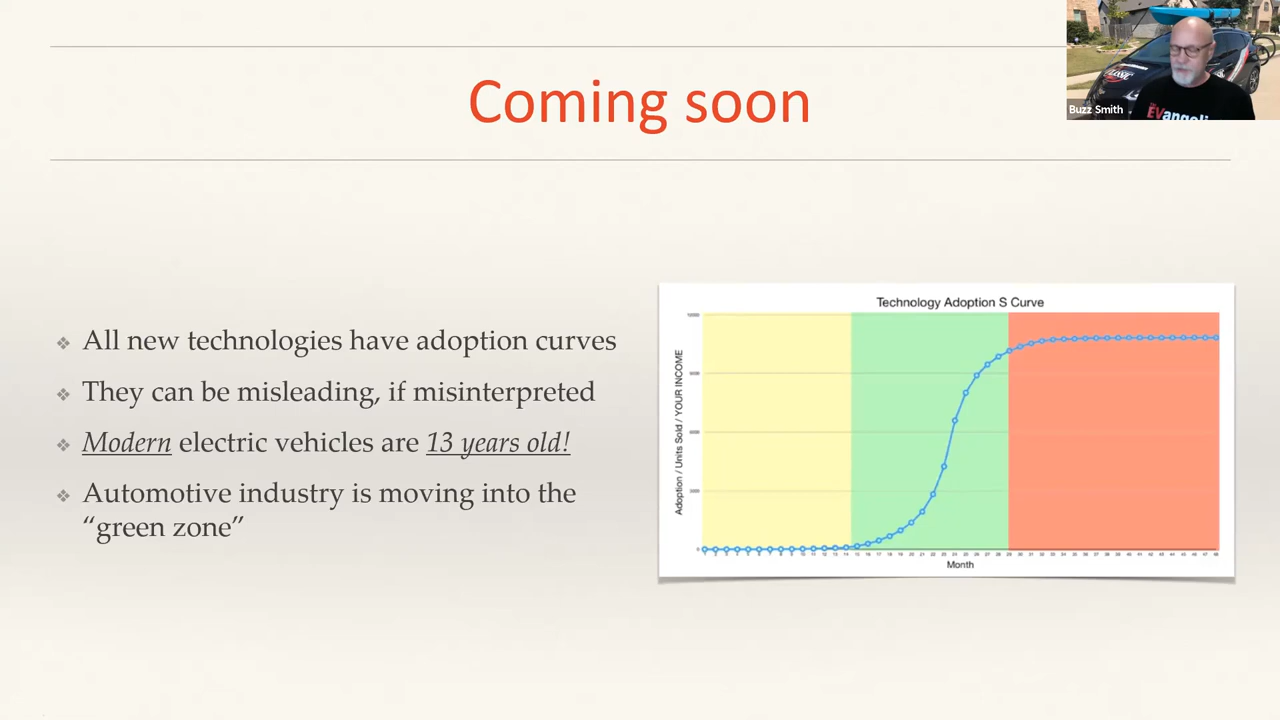 Coming soon
Buzz Smith
EVangeli
All new technologies have adoption curves
They can be misleading, if misinterpreted
Modern electric vehicles are 13 years old!
Automotive industry is moving into the
“green zone”
Technology Adoption S Curve
Adoption / Units Sold / YOUR INCOME
Month